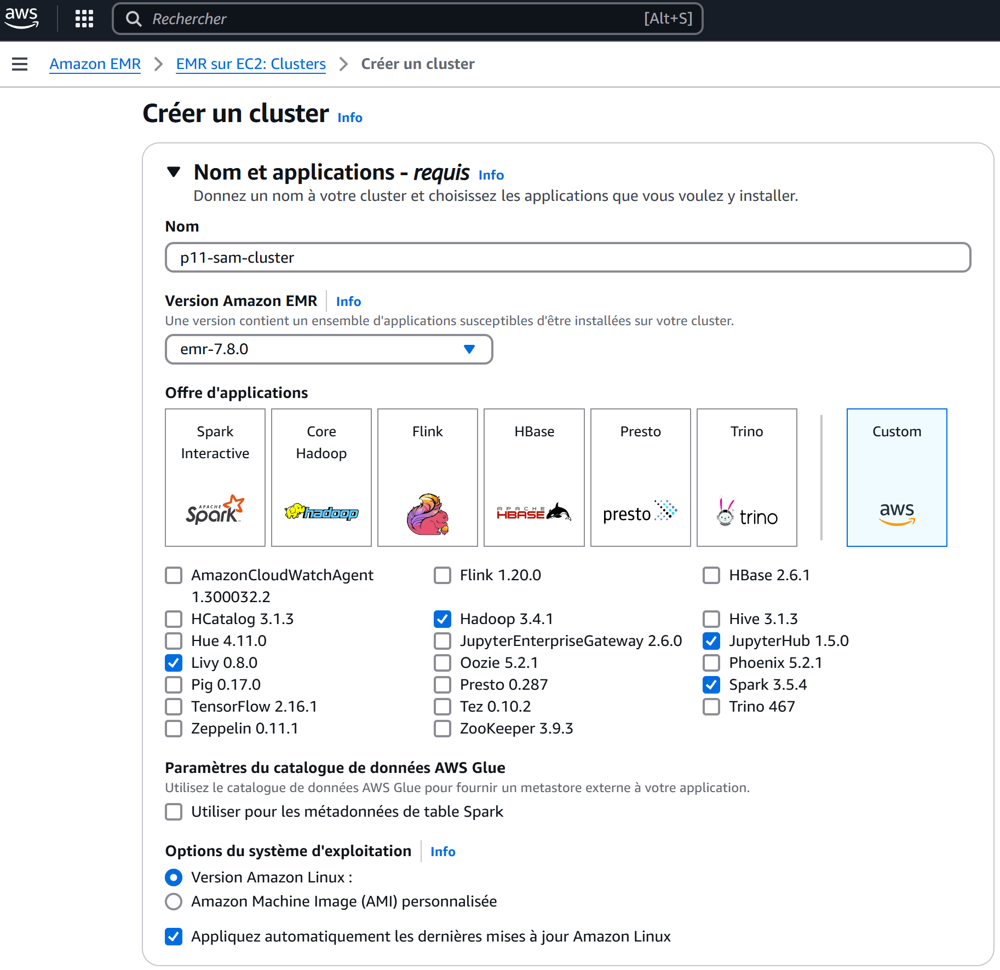 aws
Rechercher
[Alt+S]
Amazon EMR
EMR sur EC2: Clusters
Créer un cluster
Créer un cluster Info
Nom et applications - requis Info
Donnez un nom à votre cluster et choisissez les applications que vous voulez y installer.
Nom
p11-sam-cluster
Version Amazon EMR Info
Une version contient un ensemble d'applications susceptibles d'être installées sur votre cluster.
emr-7.8.0
Offre d'applications
Spark
Interactive
APACHE
Spark
Core
Hadoop
hadoop
Flink
HBase
APACHE
HBASE
Presto
presto
Trino
trino
Custom
aws
AmazonCloudWatchAgent
1.300032.2
Flink 1.20.0
HBase 2.6.1
HCatalog 3.1.3
Hadoop 3.4.1
Hive 3.1.3
Hue 4.11.0
JupyterEnterpriseGateway 2.6.0
JupyterHub 1.5.0
Livy 0.8.0
Oozie 5.2.1
Phoenix 5.2.1
Pig 0.17.0
Presto 0.287
Spark 3.5.4
TensorFlow 2.16.1
Tez 0.10.2
Trino 467
Zeppelin 0.11.1
ZooKeeper 3.9.3
Paramètres du catalogue de données AWS Glue
Utilisez le catalogue de données AWS Glue pour fournir un metastore externe à votre application.
Utiliser pour les métadonnées de table Spark
Options du système d'exploitation Info
Version Amazon Linux :
Amazon Machine Image (AMI) personnalisée
Appliquez automatiquement les dernières mises à jour Amazon Linux